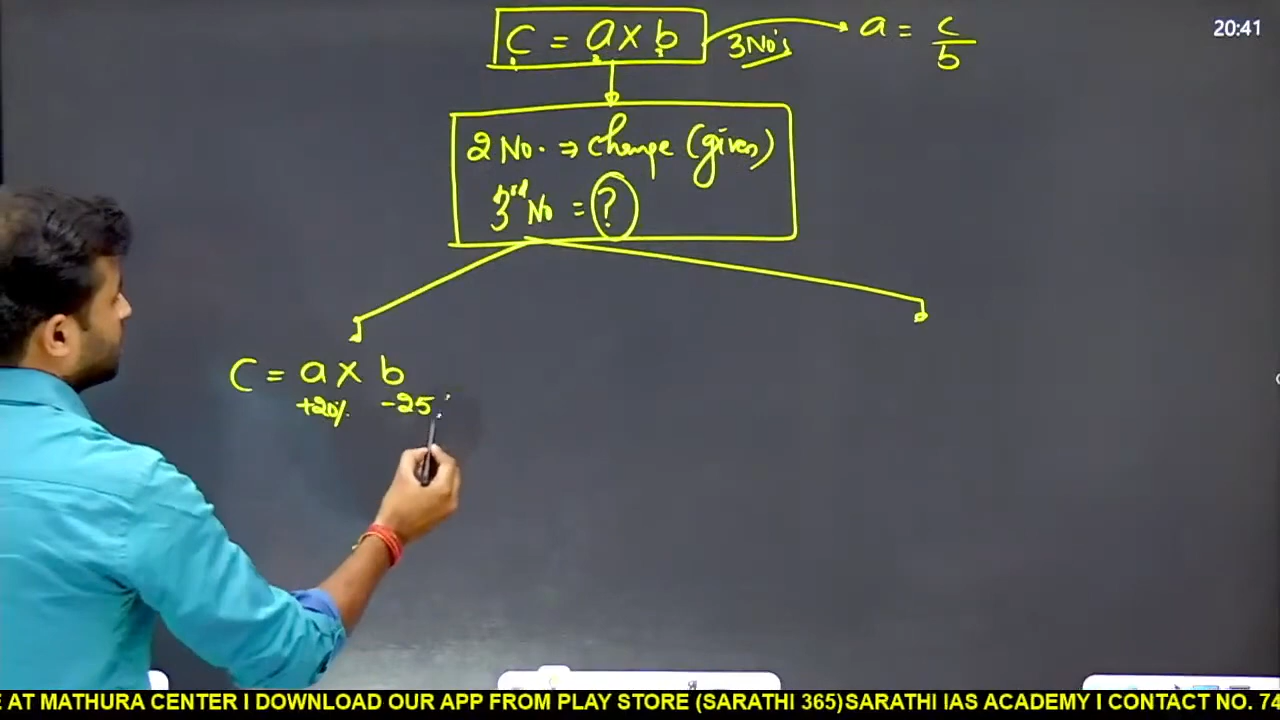 20:41
C = a x b
3 No's
a = c/b
2 No. ⇒ change (given)
3rd No = ?
C = a x b
+20% -25
E AT MATHURA CENTER I DOWNLOAD OUR APP FROM PLAY STORE (SARATHI 365)SARATHI IAS ACADEMY I CONTACT NO. 74